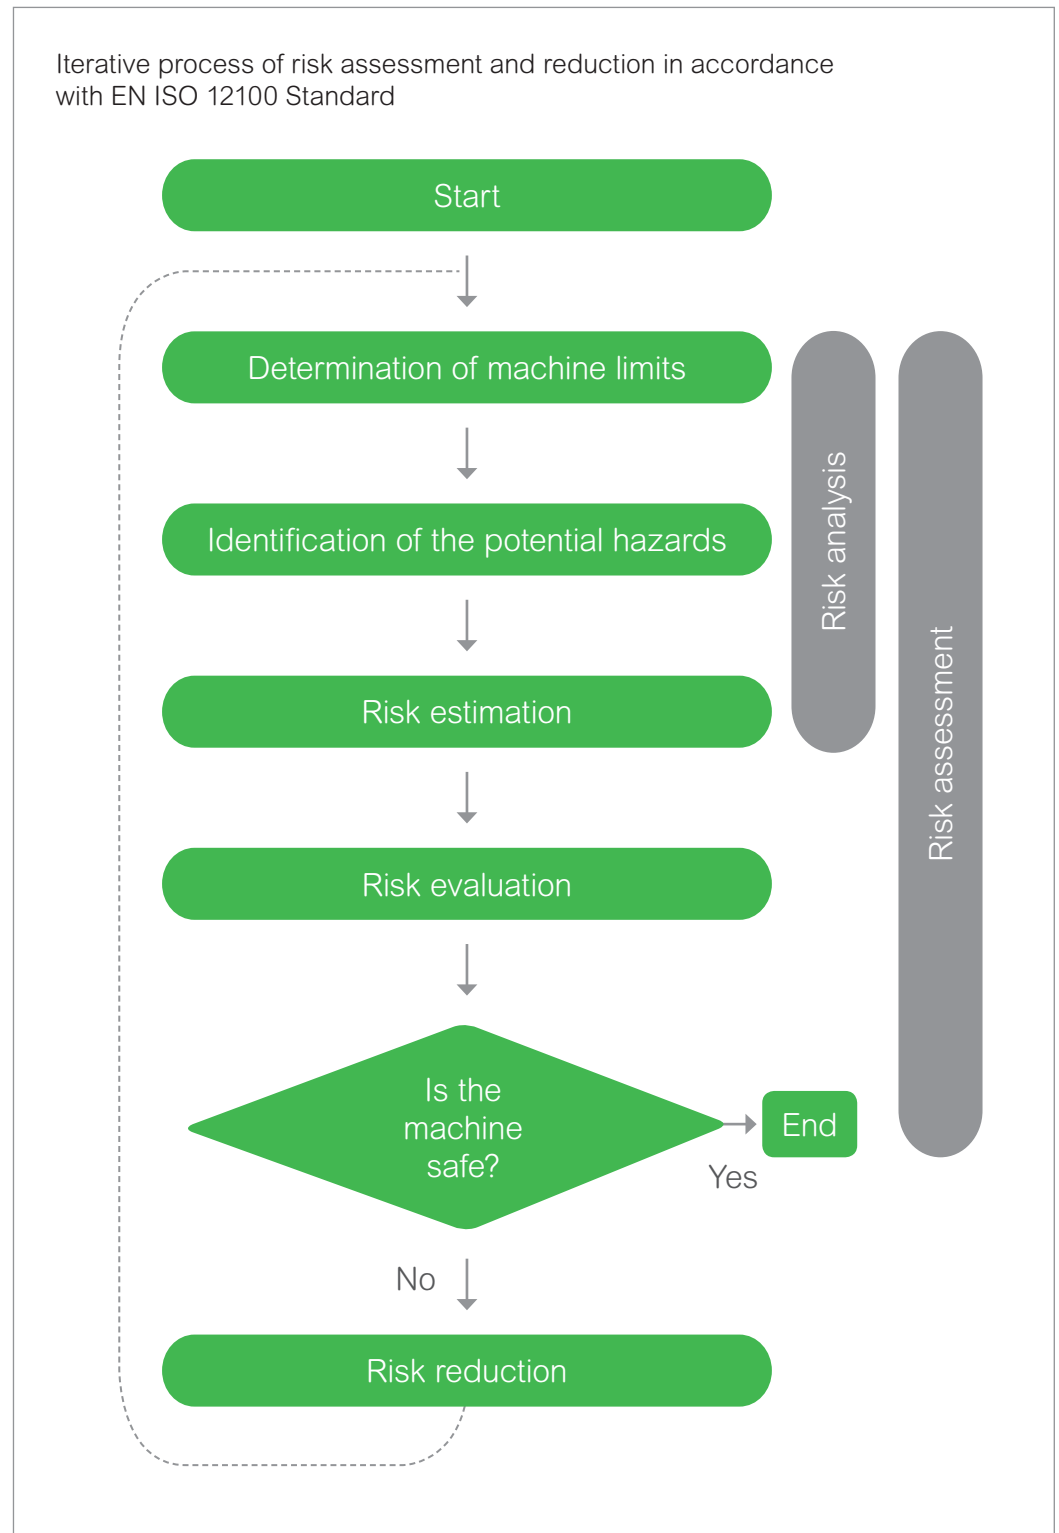 Iterative process of risk assessment and reduction in accordance
with EN ISO 12100 Standard
Start
Determination of machine limits
Identification of the potential hazards
Risk estimation
Risk analysis
Risk evaluation
Risk assessment
Is the
machine
safe?
End
Yes
No
Risk reduction